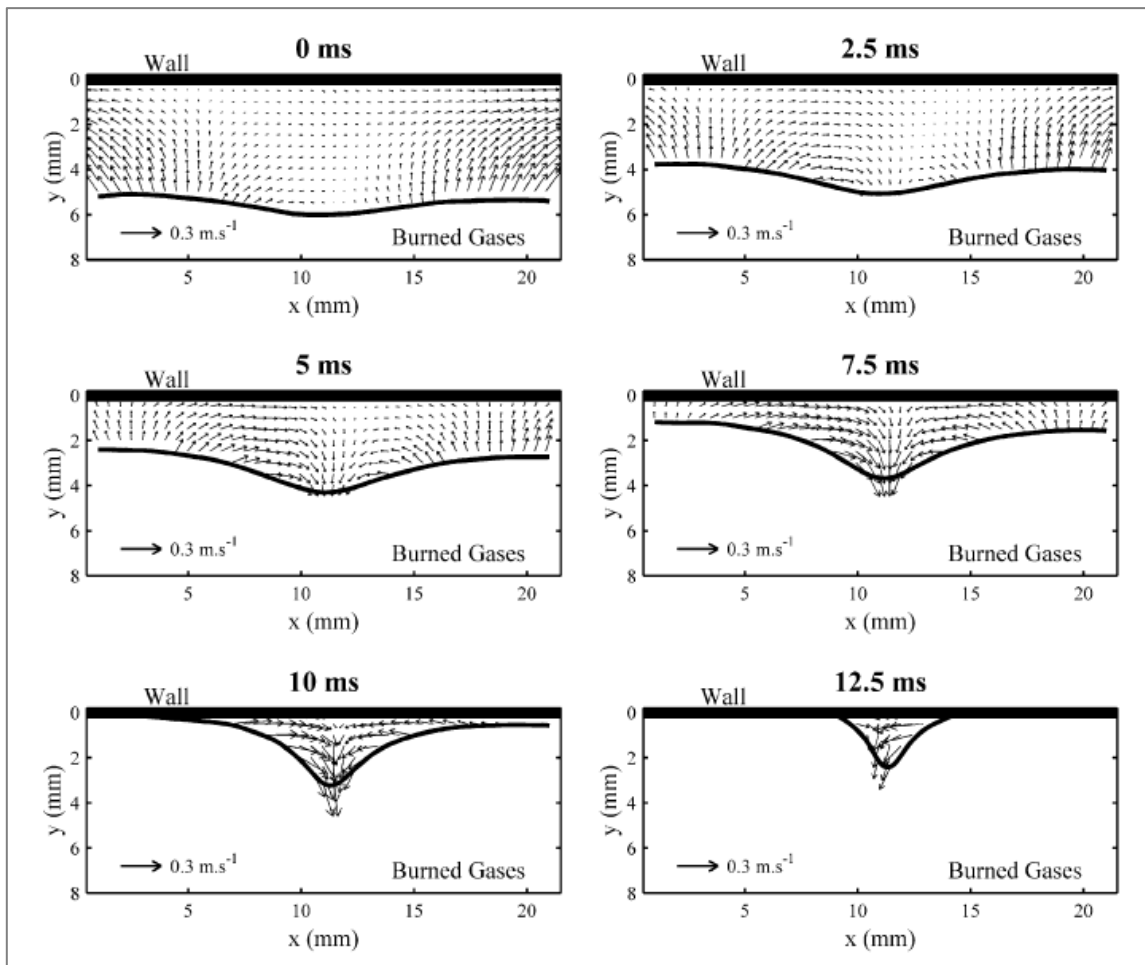 0 ms
Wall
0
2
4
6
8
y (mm)
0.3 m.s⁻¹
Burned Gases
5 10 15 20
x (mm)
2.5 ms
Wall
0
2
4
6
8
y (mm)
0.3 m.s⁻¹
Burned Gases
5 10 15 20
x (mm)
5 ms
Wall
0
2
4
6
8
y (mm)
0.3 m.s⁻¹
Burned Gases
5 10 15 20
x (mm)
7.5 ms
Wall
0
2
4
6
8
y (mm)
0.3 m.s⁻¹
Burned Gases
5 10 15 20
x (mm)
10 ms
Wall
0
2
4
6
8
y (mm)
0.3 m.s⁻¹
Burned Gases
5 10 15 20
x (mm)
12.5 ms
Wall
0
2
4
6
8
y (mm)
0.3 m.s⁻¹
Burned Gases
5 10 15 20
x (mm)